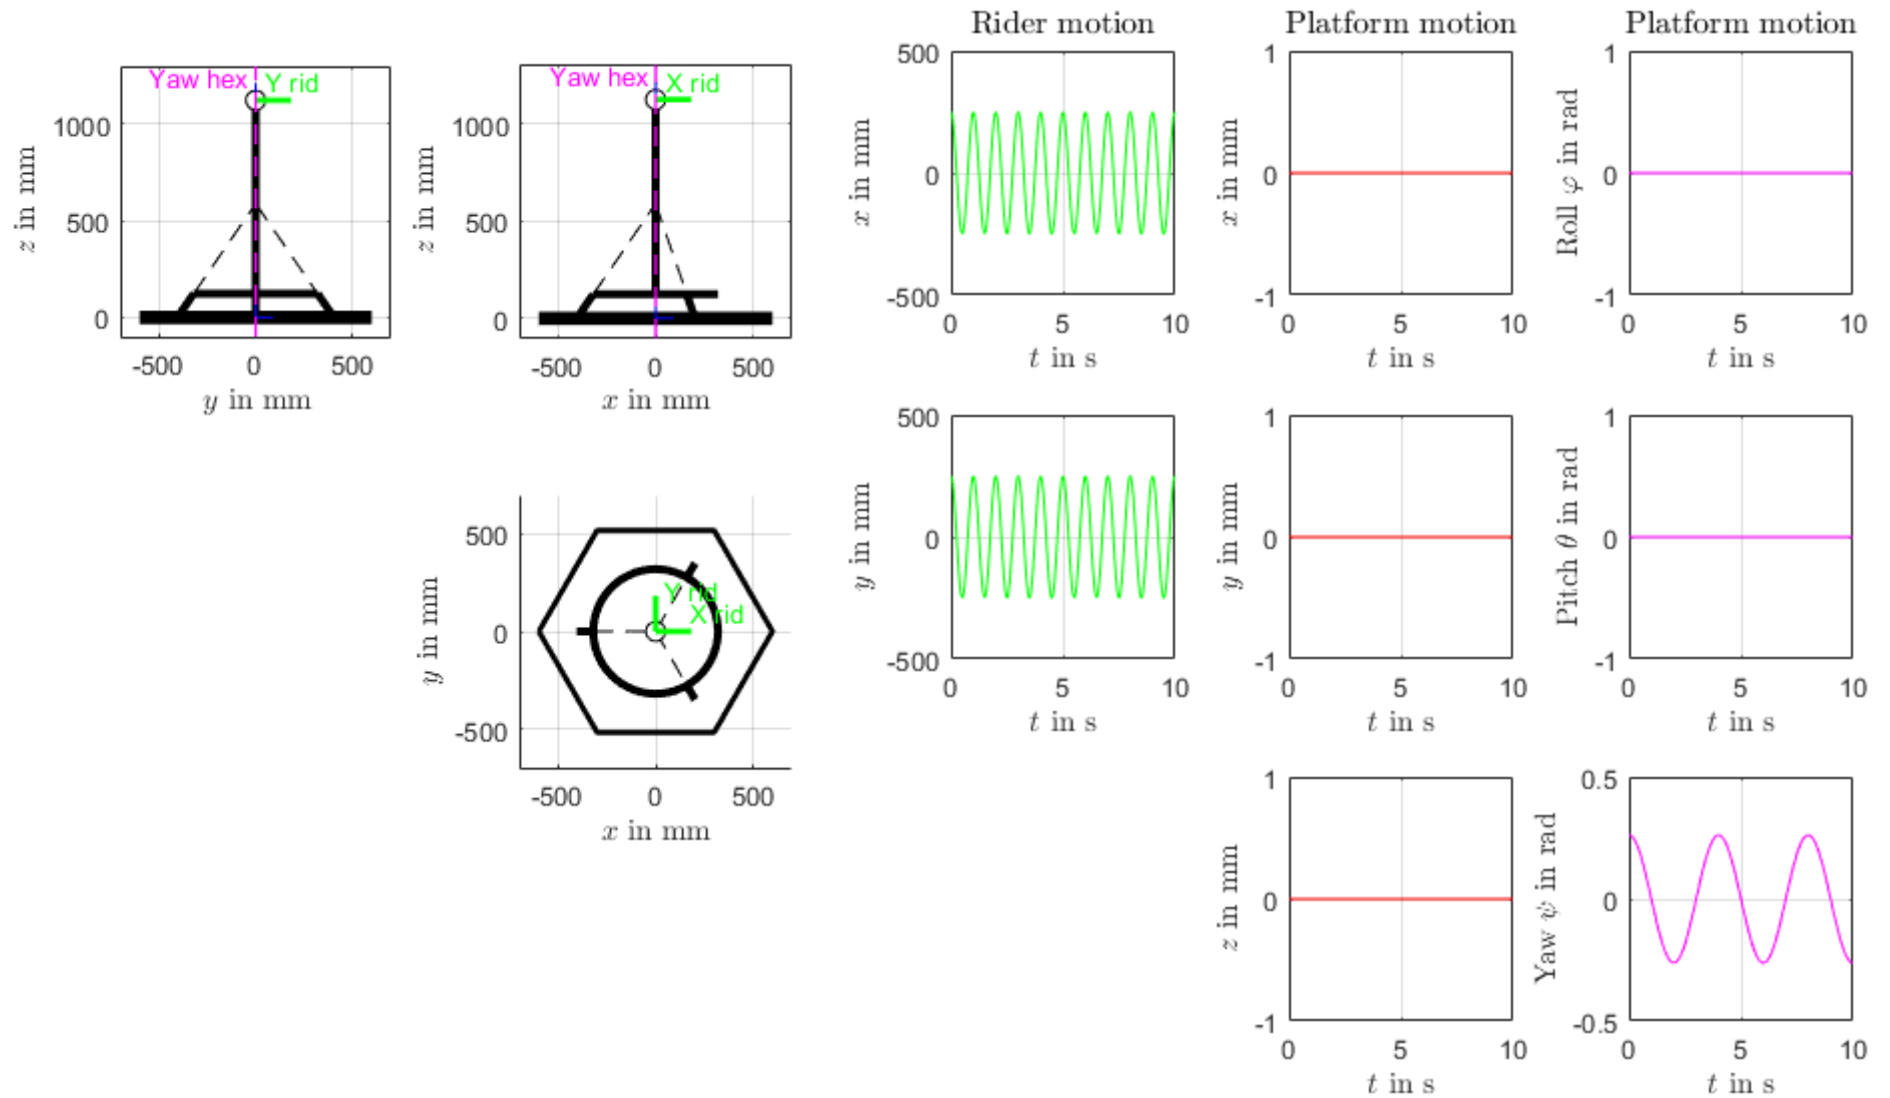 Rider motion
Platform motion
Platform motion
Yaw hex
Y rid
1000
500
0
z in mm
-500 0 500
y in mm
Yaw hex
X rid
1000
500
0
z in mm
-500 0 500
x in mm
500
0
-500
x in mm
0 5 10
t in s
1
0
-1
x in mm
0 5 10
t in s
1
0
-1
Roll φ in rad
0 5 10
t in s
500
0
-500
y in mm
Y rid
X rid
-500 0 500
x in mm
500
0
-500
y in mm
0 5 10
t in s
1
0
-1
y in mm
0 5 10
t in s
1
0
-1
Pitch θ in rad
0 5 10
t in s
1
0
-1
z in mm
0 5 10
t in s
0.5
0
-0.5
Yaw ψ in rad
0 5 10
t in s